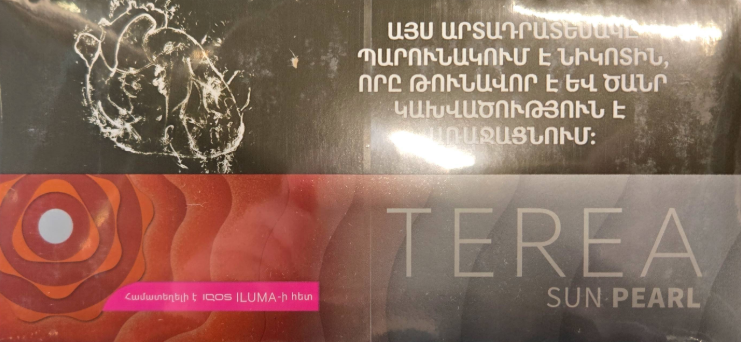 ԱՅՍ ԱՐՏԱԴՐԱՏԵՍԱԿԸ
ՊԱՐՈՒՆԱԿՈՒՄ Է ՆԻԿՈՏԻՆ,
ՈՐԸ ԹՈՒՆԱՎՈՐ Է ԵՎ ԾԱՆՐ
ԿԱԽՎԱԾՈՒԹՅՈՒՆ Է
ԱՌԱՋԱՑՆՈՒՄ:
TEREA
SUN PEARL
Համատեղելի է IQOS ILUMA-ի հետ